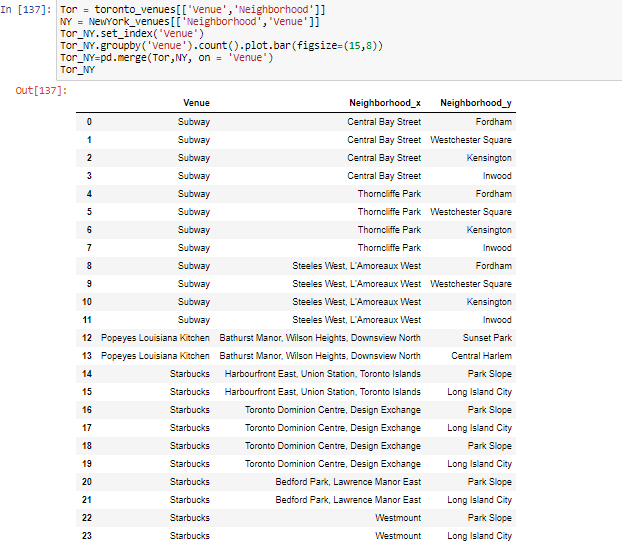 In [137]: Tor = toronto_venues[['Venue','Neighborhood']]
NY = NewYork_venues[['Neighborhood','Venue']]
Tor_NY.set_index('Venue')
Tor_NY.groupby('Venue').count().plot.bar(figsize=(15,8))
Tor_NY=pd.merge(Tor,NY, on = 'Venue')
Tor_NY
Out[137]:
Venue Neighborhood_x Neighborhood_y
0 Subway Central Bay Street Fordham
1 Subway Central Bay Street Westchester Square
2 Subway Central Bay Street Kensington
3 Subway Central Bay Street Inwood
4 Subway Thorncliffe Park Fordham
5 Subway Thorncliffe Park Westchester Square
6 Subway Thorncliffe Park Kensington
7 Subway Thorncliffe Park Inwood
8 Subway Steeles West, L'Amoreaux West Fordham
9 Subway Steeles West, L'Amoreaux West Westchester Square
10 Subway Steeles West, L'Amoreaux West Kensington
11 Subway Steeles West, L'Amoreaux West Inwood
12 Popeyes Louisiana Kitchen Bathurst Manor, Wilson Heights, Downsview North Sunset Park
13 Popeyes Louisiana Kitchen Bathurst Manor, Wilson Heights, Downsview North Central Harlem
14 Starbucks Harbourfront East, Union Station, Toronto Islands Park Slope
15 Starbucks Harbourfront East, Union Station, Toronto Islands Long Island City
16 Starbucks Toronto Dominion Centre, Design Exchange Park Slope
17 Starbucks Toronto Dominion Centre, Design Exchange Long Island City
18 Starbucks Toronto Dominion Centre, Design Exchange Park Slope
19 Starbucks Toronto Dominion Centre, Design Exchange Long Island City
20 Starbucks Bedford Park, Lawrence Manor East Park Slope
21 Starbucks Bedford Park, Lawrence Manor East Long Island City
22 Starbucks Westmount Park Slope
23 Starbucks Westmount Long Island City